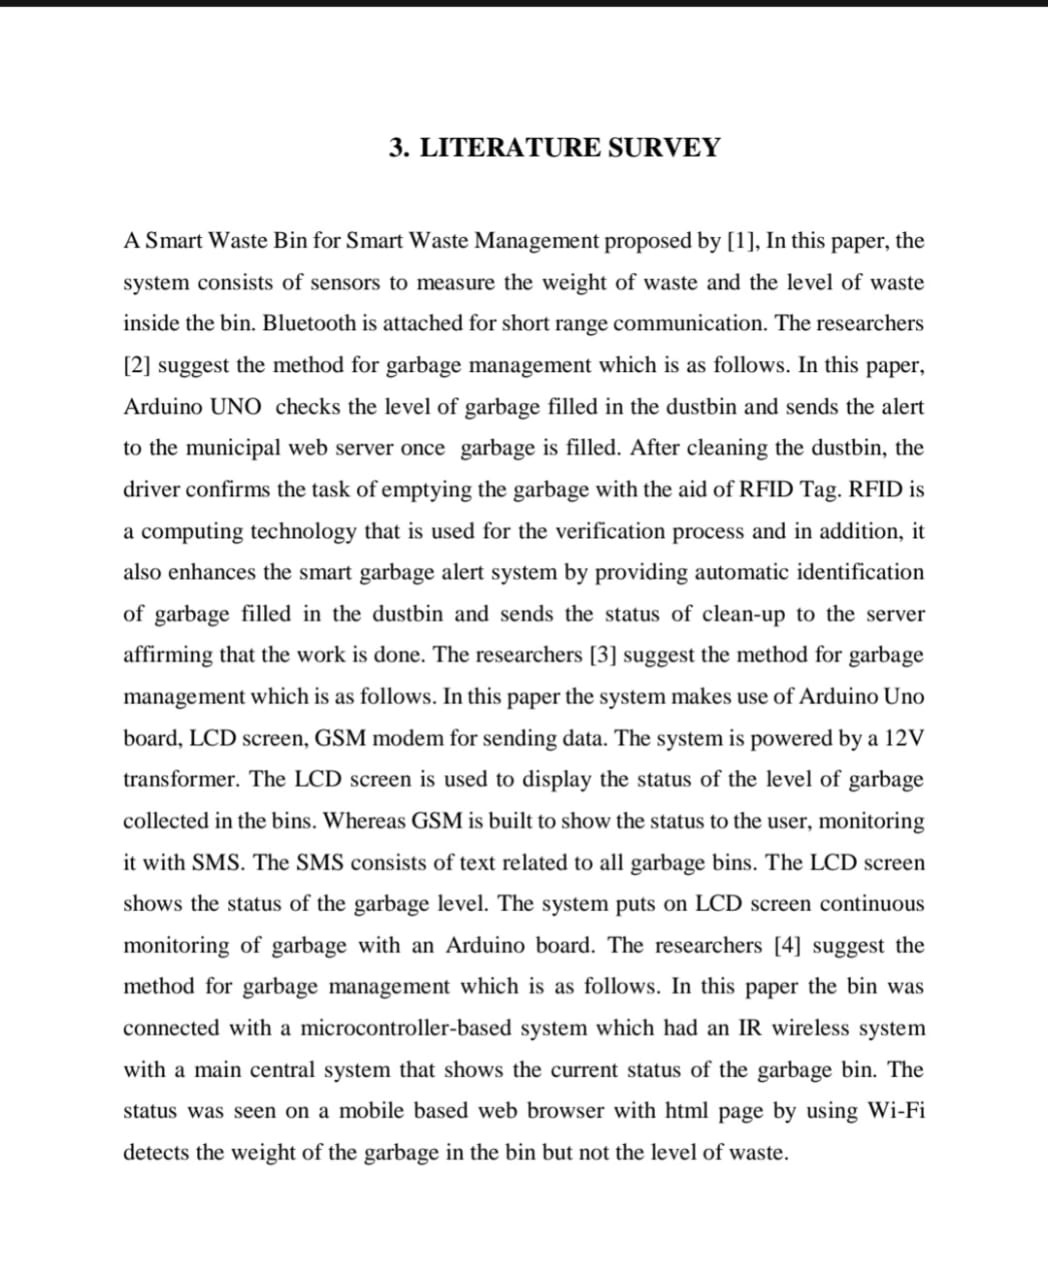 3. LITERATURE SURVEY
A Smart Waste Bin for Smart Waste Management proposed by [1], In this paper, the
system consists of sensors to measure the weight of waste and the level of waste
inside the bin. Bluetooth is attached for short range communication. The researchers
[2] suggest the method for garbage management which is as follows. In this paper,
Arduino UNO checks the level of garbage filled in the dustbin and sends the alert
to the municipal web server once garbage is filled. After cleaning the dustbin, the
driver confirms the task of emptying the garbage with the aid of RFID Tag. RFID is
a computing technology that is used for the verification process and in addition, it
also enhances the smart garbage alert system by providing automatic identification
of garbage filled in the dustbin and sends the status of clean-up to the server
affirming that the work is done. The researchers [3] suggest the method for garbage
management which is as follows. In this paper the system makes use of Arduino Uno
board, LCD screen, GSM modem for sending data. The system is powered by a 12V
transformer. The LCD screen is used to display the status of the level of garbage
collected in the bins. Whereas GSM is built to show the status to the user, monitoring
it with SMS. The SMS consists of text related to all garbage bins. The LCD screen
shows the status of the garbage level. The system puts on LCD screen continuous
monitoring of garbage with an Arduino board. The researchers [4] suggest the
method for garbage management which is as follows. In this paper the bin was
connected with a microcontroller-based system which had an IR wireless system
with a main central system that shows the current status of the garbage bin. The
status was seen on a mobile based web browser with html page by using Wi-Fi
detects the weight of the garbage in the bin but not the level of waste.